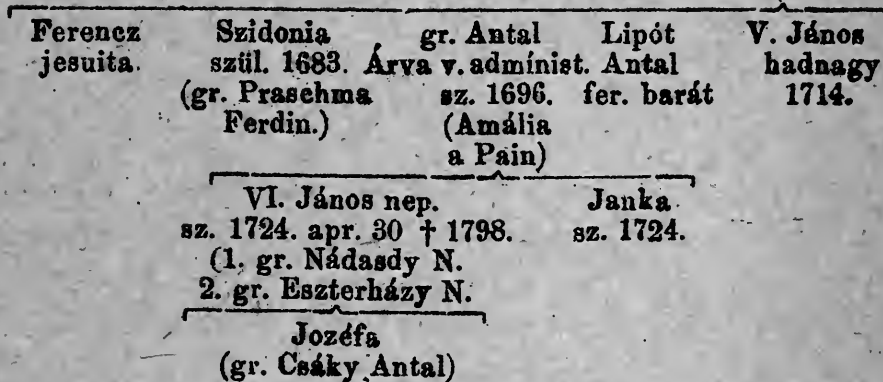 Ferencz Szidonia gr. Antal Lipót V. János
jesuita. szül. 1683. Árva v. administ. Antal hadnagy
(gr. Praschma sz. 1696. fer. barát 1714.
Ferdin.) (Amália
a Pain)
VI. János nep. Janka
sz. 1724. apr. 30 † 1798. sz. 1724.
(1. gr. Nádasdy N.
2. gr. Eszterházy N.
Jozéfa
(gr. Csáky Antal)